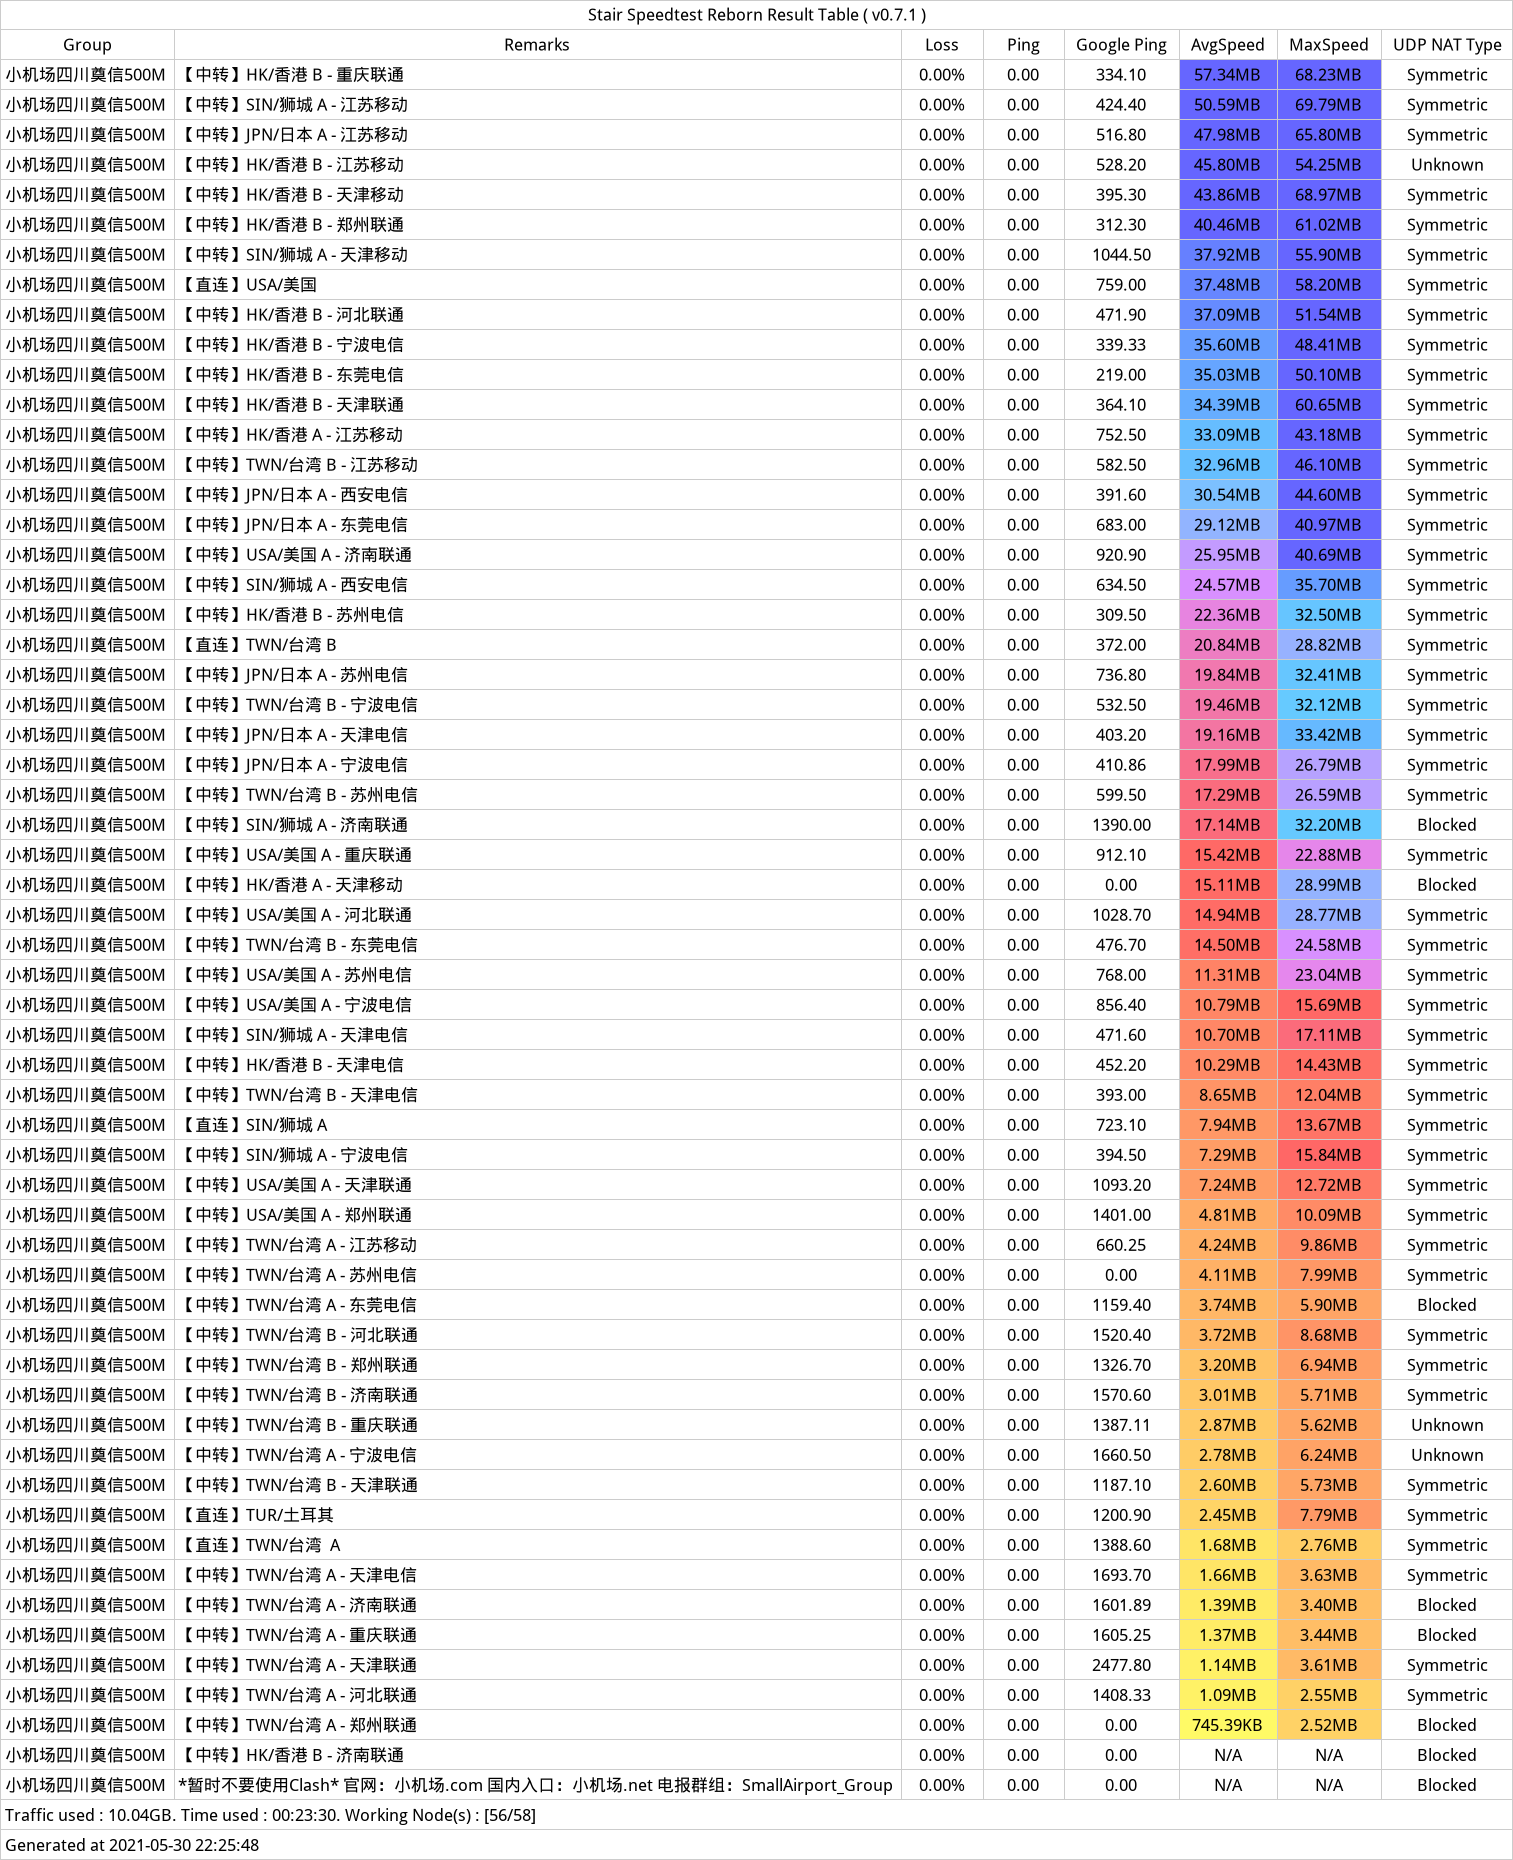 Stair Speedtest Reborn Result Table ( v0.7.1 )
Group Remarks Loss Ping Google Ping AvgSpeed MaxSpeed UDP NAT Type
小机场四川奠信500M 【中转】HK/香港 B - 重庆联通 0.00% 0.00 334.10 57.34MB 68.23MB Symmetric
小机场四川奠信500M 【中转】SIN/狮城 A - 江苏移动 0.00% 0.00 424.40 50.59MB 69.79MB Symmetric
小机场四川奠信500M 【中转】JPN/日本 A - 江苏移动 0.00% 0.00 516.80 47.98MB 65.80MB Symmetric
小机场四川奠信500M 【中转】HK/香港 B - 江苏移动 0.00% 0.00 528.20 45.80MB 54.25MB Unknown
小机场四川奠信500M 【中转】HK/香港 B - 天津移动 0.00% 0.00 395.30 43.86MB 68.97MB Symmetric
小机场四川奠信500M 【中转】HK/香港 B - 郑州联通 0.00% 0.00 312.30 40.46MB 61.02MB Symmetric
小机场四川奠信500M 【中转】SIN/狮城 A - 天津移动 0.00% 0.00 1044.50 37.92MB 55.90MB Symmetric
小机场四川奠信500M 【直连】USA/美国 0.00% 0.00 759.00 37.48MB 58.20MB Symmetric
小机场四川奠信500M 【中转】HK/香港 B - 河北联通 0.00% 0.00 471.90 37.09MB 51.54MB Symmetric
小机场四川奠信500M 【中转】HK/香港 B - 宁波电信 0.00% 0.00 339.33 35.60MB 48.41MB Symmetric
小机场四川奠信500M 【中转】HK/香港 B - 东莞电信 0.00% 0.00 219.00 35.03MB 50.10MB Symmetric
小机场四川奠信500M 【中转】HK/香港 B - 天津联通 0.00% 0.00 364.10 34.39MB 60.65MB Symmetric
小机场四川奠信500M 【中转】HK/香港 A - 江苏移动 0.00% 0.00 752.50 33.09MB 43.18MB Symmetric
小机场四川奠信500M 【中转】TWN/台湾 B - 江苏移动 0.00% 0.00 582.50 32.96MB 46.10MB Symmetric
小机场四川奠信500M 【中转】JPN/日本 A - 西安电信 0.00% 0.00 391.60 30.54MB 44.60MB Symmetric
小机场四川奠信500M 【中转】JPN/日本 A - 东莞电信 0.00% 0.00 683.00 29.12MB 40.97MB Symmetric
小机场四川奠信500M 【中转】USA/美国 A - 济南联通 0.00% 0.00 920.90 25.95MB 40.69MB Symmetric
小机场四川奠信500M 【中转】SIN/狮城 A - 西安电信 0.00% 0.00 634.50 24.57MB 35.70MB Symmetric
小机场四川奠信500M 【中转】HK/香港 B - 苏州电信 0.00% 0.00 309.50 22.36MB 32.50MB Symmetric
小机场四川奠信500M 【直连】TWN/台湾 B 0.00% 0.00 372.00 20.84MB 28.82MB Symmetric
小机场四川奠信500M 【中转】JPN/日本 A - 苏州电信 0.00% 0.00 736.80 19.84MB 32.41MB Symmetric
小机场四川奠信500M 【中转】TWN/台湾 B - 宁波电信 0.00% 0.00 532.50 19.46MB 32.12MB Symmetric
小机场四川奠信500M 【中转】JPN/日本 A - 天津电信 0.00% 0.00 403.20 19.16MB 33.42MB Symmetric
小机场四川奠信500M 【中转】JPN/日本 A - 宁波电信 0.00% 0.00 410.86 17.99MB 26.79MB Symmetric
小机场四川奠信500M 【中转】TWN/台湾 B - 苏州电信 0.00% 0.00 599.50 17.29MB 26.59MB Symmetric
小机场四川奠信500M 【中转】SIN/狮城 A - 济南联通 0.00% 0.00 1390.00 17.14MB 32.20MB Blocked
小机场四川奠信500M 【中转】USA/美国 A - 重庆联通 0.00% 0.00 912.10 15.42MB 22.88MB Symmetric
小机场四川奠信500M 【中转】HK/香港 A - 天津移动 0.00% 0.00 0.00 15.11MB 28.99MB Blocked
小机场四川奠信500M 【中转】USA/美国 A - 河北联通 0.00% 0.00 1028.70 14.94MB 28.77MB Symmetric
小机场四川奠信500M 【中转】TWN/台湾 B - 东莞电信 0.00% 0.00 476.70 14.50MB 24.58MB Symmetric
小机场四川奠信500M 【中转】USA/美国 A - 苏州电信 0.00% 0.00 768.00 11.31MB 23.04MB Symmetric
小机场四川奠信500M 【中转】USA/美国 A - 宁波电信 0.00% 0.00 856.40 10.79MB 15.69MB Symmetric
小机场四川奠信500M 【中转】SIN/狮城 A - 天津电信 0.00% 0.00 471.60 10.70MB 17.11MB Symmetric
小机场四川奠信500M 【中转】HK/香港 B - 天津电信 0.00% 0.00 452.20 10.29MB 14.43MB Symmetric
小机场四川奠信500M 【中转】TWN/台湾 B - 天津电信 0.00% 0.00 393.00 8.65MB 12.04MB Symmetric
小机场四川奠信500M 【直连】SIN/狮城 A 0.00% 0.00 723.10 7.94MB 13.67MB Symmetric
小机场四川奠信500M 【中转】SIN/狮城 A - 宁波电信 0.00% 0.00 394.50 7.29MB 15.84MB Symmetric
小机场四川奠信500M 【中转】USA/美国 A - 天津联通 0.00% 0.00 1093.20 7.24MB 12.72MB Symmetric
小机场四川奠信500M 【中转】USA/美国 A - 郑州联通 0.00% 0.00 1401.00 4.81MB 10.09MB Symmetric
小机场四川奠信500M 【中转】TWN/台湾 A - 江苏移动 0.00% 0.00 660.25 4.24MB 9.86MB Symmetric
小机场四川奠信500M 【中转】TWN/台湾 A - 苏州电信 0.00% 0.00 0.00 4.11MB 7.99MB Symmetric
小机场四川奠信500M 【中转】TWN/台湾 A - 东莞电信 0.00% 0.00 1159.40 3.74MB 5.90MB Blocked
小机场四川奠信500M 【中转】TWN/台湾 B - 河北联通 0.00% 0.00 1520.40 3.72MB 8.68MB Symmetric
小机场四川奠信500M 【中转】TWN/台湾 B - 郑州联通 0.00% 0.00 1326.70 3.20MB 6.94MB Symmetric
小机场四川奠信500M 【中转】TWN/台湾 B - 济南联通 0.00% 0.00 1570.60 3.01MB 5.71MB Symmetric
小机场四川奠信500M 【中转】TWN/台湾 B - 重庆联通 0.00% 0.00 1387.11 2.87MB 5.62MB Unknown
小机场四川奠信500M 【中转】TWN/台湾 A - 宁波电信 0.00% 0.00 1660.50 2.78MB 6.24MB Unknown
小机场四川奠信500M 【中转】TWN/台湾 B - 天津联通 0.00% 0.00 1187.10 2.60MB 5.73MB Symmetric
小机场四川奠信500M 【直连】TUR/土耳其 0.00% 0.00 1200.90 2.45MB 7.79MB Symmetric
小机场四川奠信500M 【直连】TWN/台湾 A 0.00% 0.00 1388.60 1.68MB 2.76MB Symmetric
小机场四川奠信500M 【中转】TWN/台湾 A - 天津电信 0.00% 0.00 1693.70 1.66MB 3.63MB Symmetric
小机场四川奠信500M 【中转】TWN/台湾 A - 济南联通 0.00% 0.00 1601.89 1.39MB 3.40MB Blocked
小机场四川奠信500M 【中转】TWN/台湾 A - 重庆联通 0.00% 0.00 1605.25 1.37MB 3.44MB Blocked
小机场四川奠信500M 【中转】TWN/台湾 A - 天津联通 0.00% 0.00 2477.80 1.14MB 3.61MB Symmetric
小机场四川奠信500M 【中转】TWN/台湾 A - 河北联通 0.00% 0.00 1408.33 1.09MB 2.55MB Symmetric
小机场四川奠信500M 【中转】TWN/台湾 A - 郑州联通 0.00% 0.00 0.00 745.39KB 2.52MB Blocked
小机场四川奠信500M 【中转】HK/香港 B - 济南联通 0.00% 0.00 0.00 N/A N/A Blocked
小机场四川奠信500M *暂时不要使用Clash* 官网：小机场.com 国内入口：小机场.net 电报群组：SmallAirport_Group 0.00% 0.00 0.00 N/A N/A Blocked
Traffic used : 10.04GB. Time used : 00:23:30. Working Node(s) : [56/58]
Generated at 2021-05-30 22:25:48